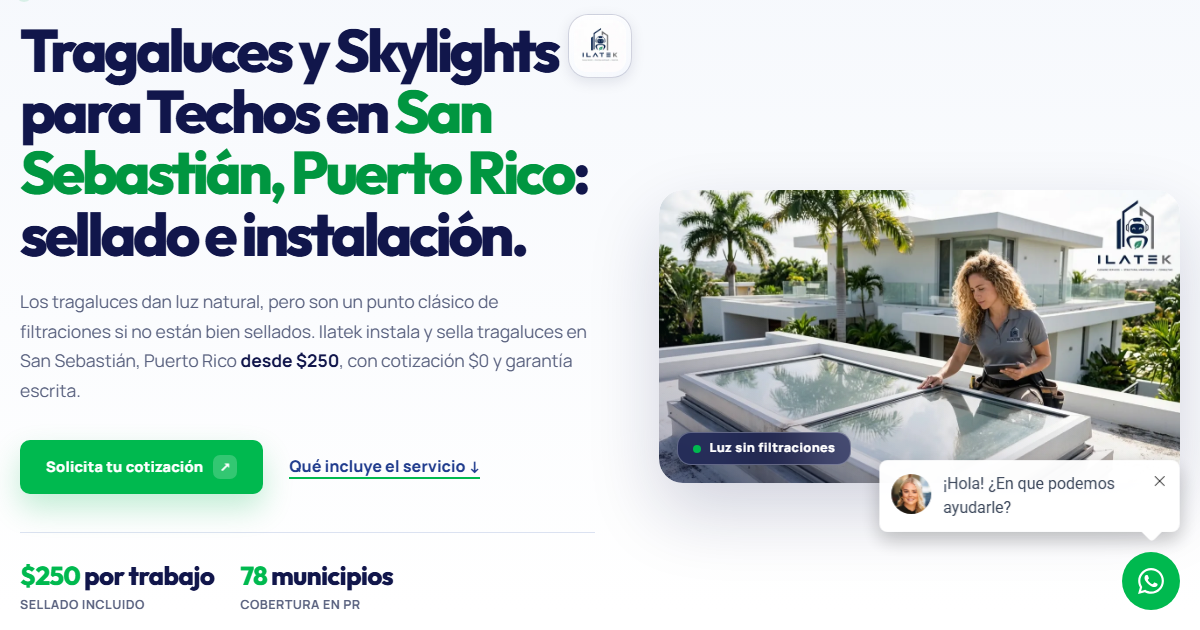 Tragaluces y Skylights
ILATEK
para Techos en San
Sebastián, Puerto Rico:
sellado e instalación.
Los tragaluces dan luz natural, pero son un punto clásico de
filtraciones si no están bien sellados. Ilatek instala y sella tragaluces en
San Sebastián, Puerto Rico desde $250, con cotización $0 y garantía
escrita.
Solicita tu cotización ↗
Qué incluye el servicio ↓
$250 por trabajo
SELLADO INCLUIDO
78 municipios
COBERTURA EN PR
ILATEK
Luz sin filtraciones
¡Hola! ¿En que podemos
ayudarle?